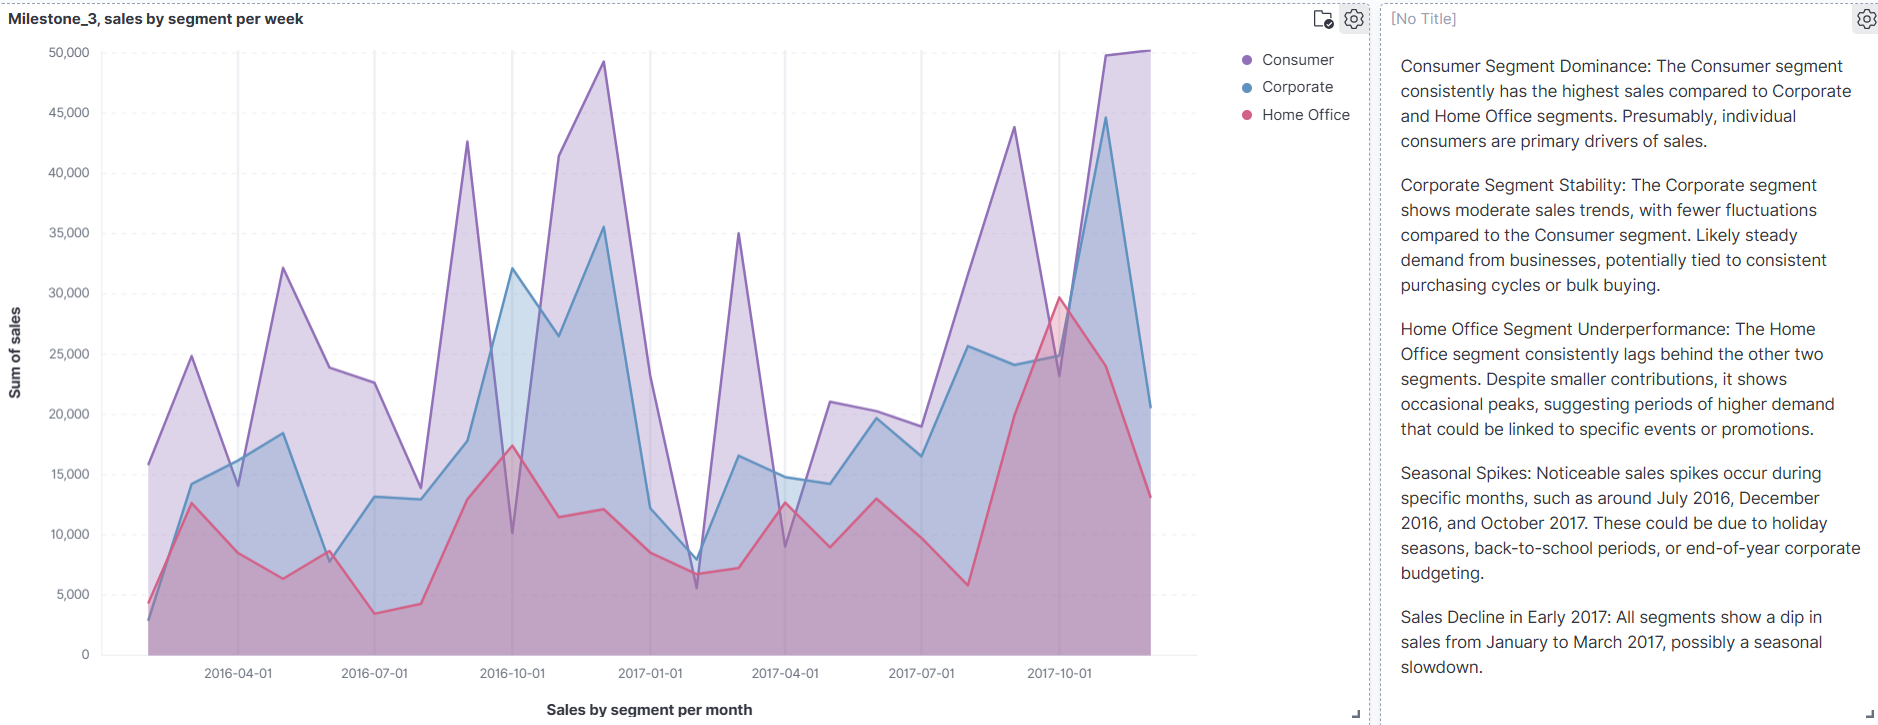 Milestone_3, sales by segment per week
50,000
45,000
40,000
35,000
30,000
25,000
20,000
15,000
10,000
5,000
0
Sum of sales
2016-04-01
2016-07-01
2016-10-01
2017-01-01
2017-04-01
2017-07-01
2017-10-01
Sales by segment per month
Consumer
Corporate
Home Office
[No Title]
Consumer Segment Dominance: The Consumer segment
consistently has the highest sales compared to Corporate
and Home Office segments. Presumably, individual
consumers are primary drivers of sales.
Corporate Segment Stability: The Corporate segment
shows moderate sales trends, with fewer fluctuations
compared to the Consumer segment. Likely steady
demand from businesses, potentially tied to consistent
purchasing cycles or bulk buying.
Home Office Segment Underperformance: The Home
Office segment consistently lags behind the other two
segments. Despite smaller contributions, it shows
occasional peaks, suggesting periods of higher demand
that could be linked to specific events or promotions.
Seasonal Spikes: Noticeable sales spikes occur during
specific months, such as around July 2016, December
2016, and October 2017. These could be due to holiday
seasons, back-to-school periods, or end-of-year corporate
budgeting.
Sales Decline in Early 2017: All segments show a dip in
sales from January to March 2017, possibly a seasonal
slowdown.